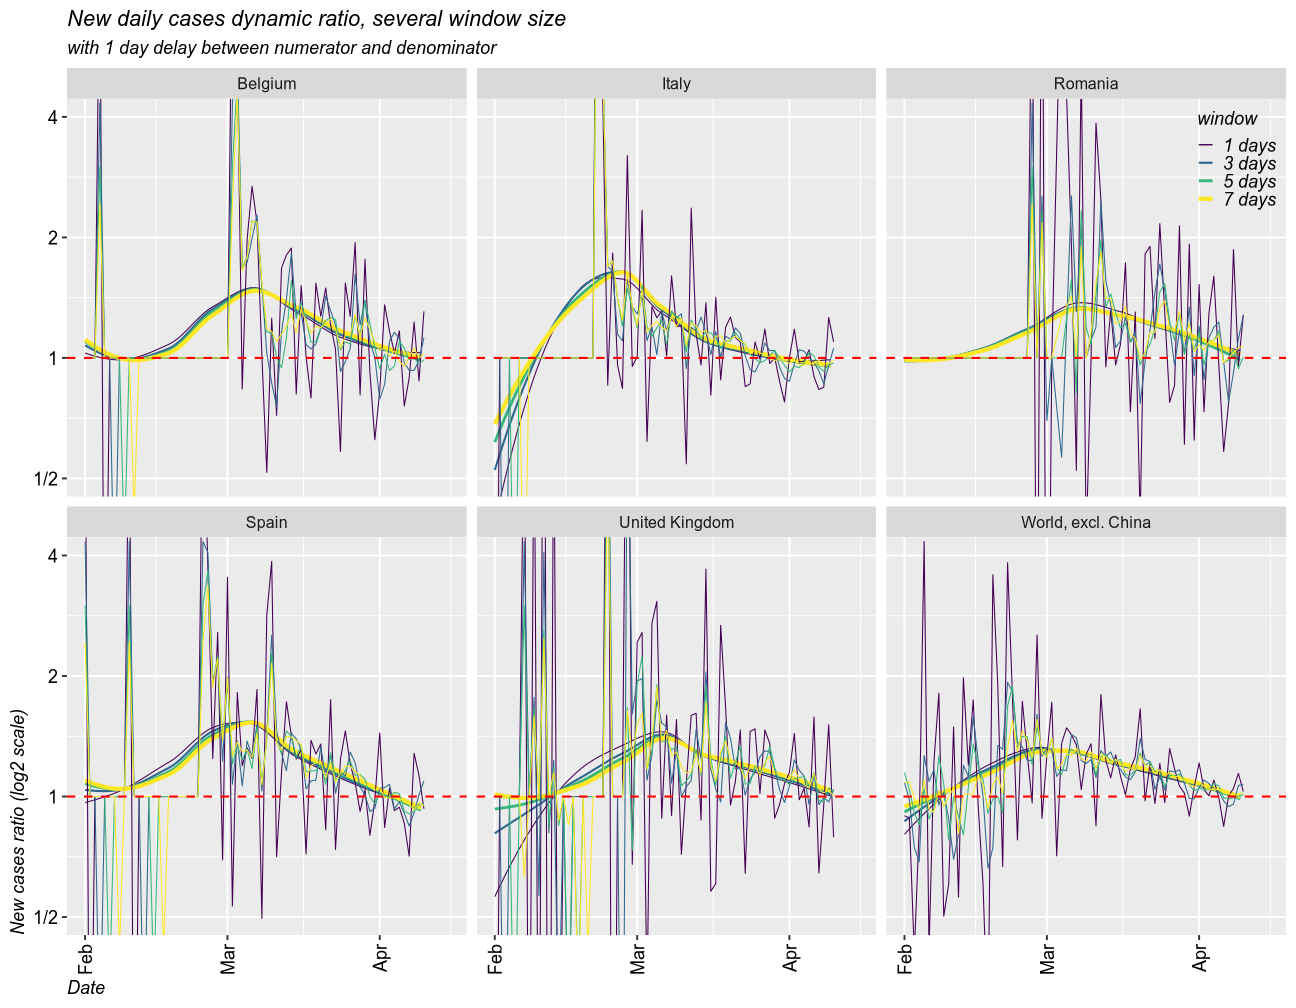 New daily cases dynamic ratio, several window size
with 1 day delay between numerator and denominator
Belgium
Italy
Romania
4
2
1
1/2
window
1 days
3 days
5 days
7 days
Spain
United Kingdom
World, excl. China
4
2
1
1/2
New cases ratio (log2 scale)
Feb
Mar
Apr
Feb
Mar
Apr
Feb
Mar
Apr
Date